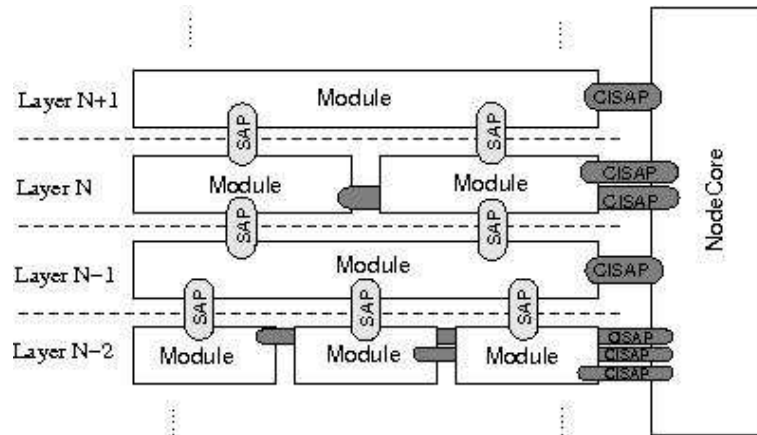 Layer N+1
Module
CISAP
SAP
SAP
Layer N
Module
Module
CISAP
CISAP
NodeCore
SAP
SAP
Layer N−1
Module
CISAP
SAP
SAP
SAP
Layer N−2
Module
Module
Module
CISAP
CISAP
CISAP